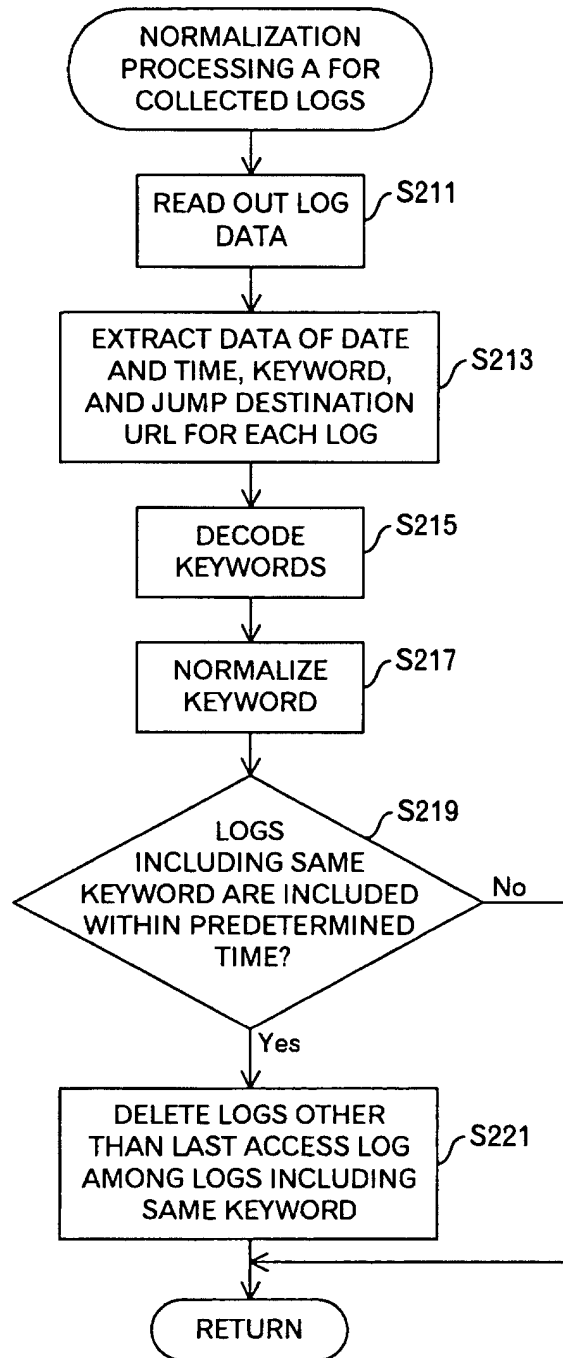 NORMALIZATION
PROCESSING A FOR
COLLECTED LOGS
S211
READ OUT LOG
DATA
S213
EXTRACT DATA OF DATE
AND TIME, KEYWORD,
AND JUMP DESTINATION
URL FOR EACH LOG
S215
DECODE
KEYWORDS
S217
NORMALIZE
KEYWORD
S219
LOGS
INCLUDING SAME
KEYWORD ARE INCLUDED
WITHIN PREDETERMINED
TIME?
No
Yes
S221
DELETE LOGS OTHER
THAN LAST ACCESS LOG
AMONG LOGS INCLUDING
SAME KEYWORD
RETURN